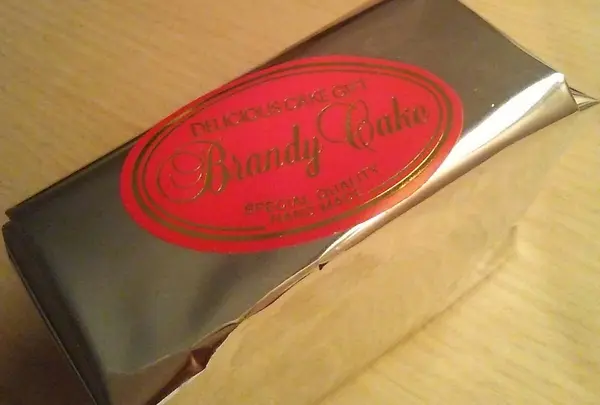 DELICIOUS CAKE GIFT
Brandy Cake
SPECIAL QUALITY
HAND MADE